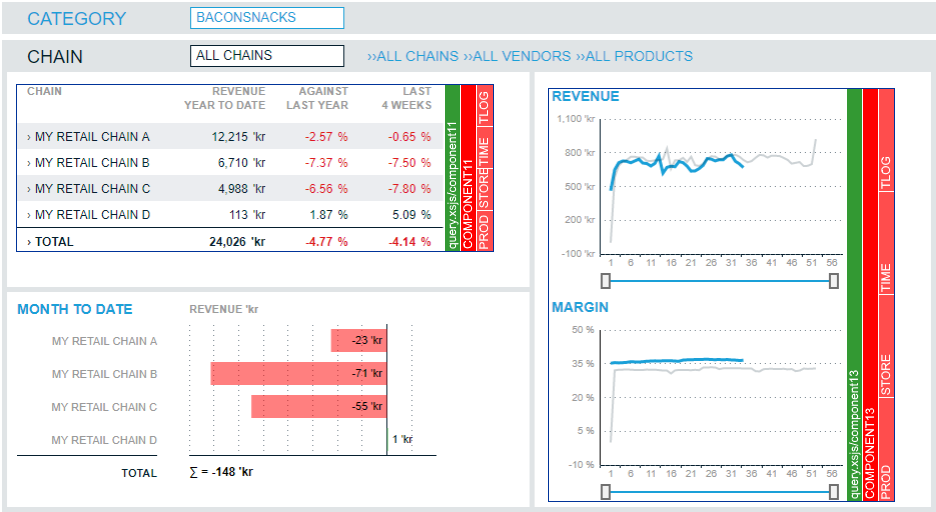 CATEGORY BACONSNACKS
CHAIN ALL CHAINS ››ALL CHAINS ››ALL VENDORS ››ALL PRODUCTS
CHAIN REVENUE AGAINST LAST
YEAR TO DATE LAST YEAR 4 WEEKS
› MY RETAIL CHAIN A 12,215 'kr -2.57 % -0.65 %
› MY RETAIL CHAIN B 6,710 'kr -7.37 % -7.50 %
› MY RETAIL CHAIN C 4,988 'kr -6.56 % -7.80 %
› MY RETAIL CHAIN D 113 'kr 1.87 % 5.09 %
› TOTAL 24,026 'kr -4.77 % -4.14 %
query.xsjs/component11
COMPONENT11
PROD STORE TIME TLOG
MONTH TO DATE REVENUE 'kr
MY RETAIL CHAIN A -23 'kr
MY RETAIL CHAIN B -71 'kr
MY RETAIL CHAIN C -55 'kr
MY RETAIL CHAIN D 1 'kr
TOTAL ∑ = -148 'kr
REVENUE
1,100 'kr
800 'kr
500 'kr
200 'kr
-100 'kr
1 6 11 16 21 26 31 36 41 46 51 56
MARGIN
50 %
35 %
20 %
5 %
-10 %
1 6 11 16 21 26 31 36 41 46 51 56
query.xsjs/component13
COMPONENT13
PROD STORE TIME TLOG